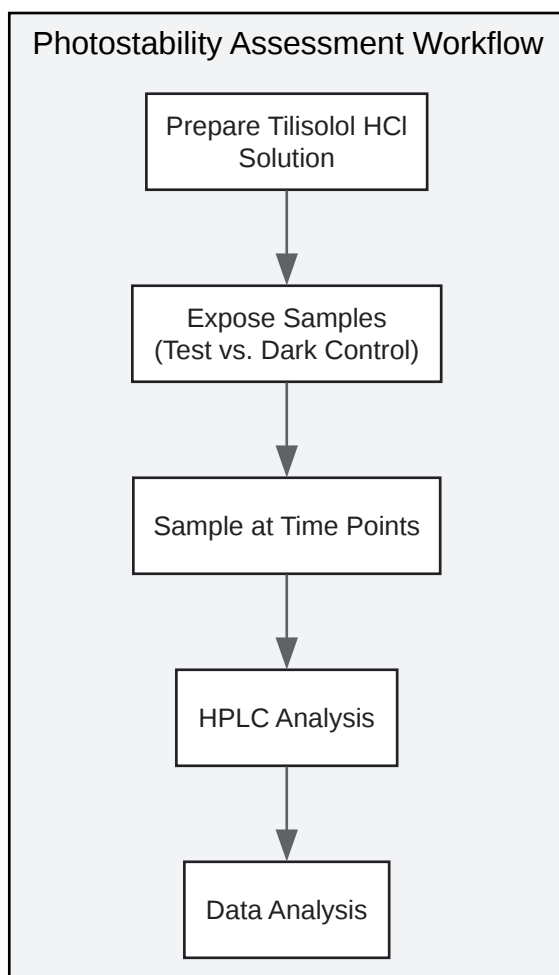 Photostability Assessment Workflow
Prepare Tilisolol HCl
Solution
Expose Samples
(Test vs. Dark Control)
Sample at Time Points
HPLC Analysis
Data Analysis